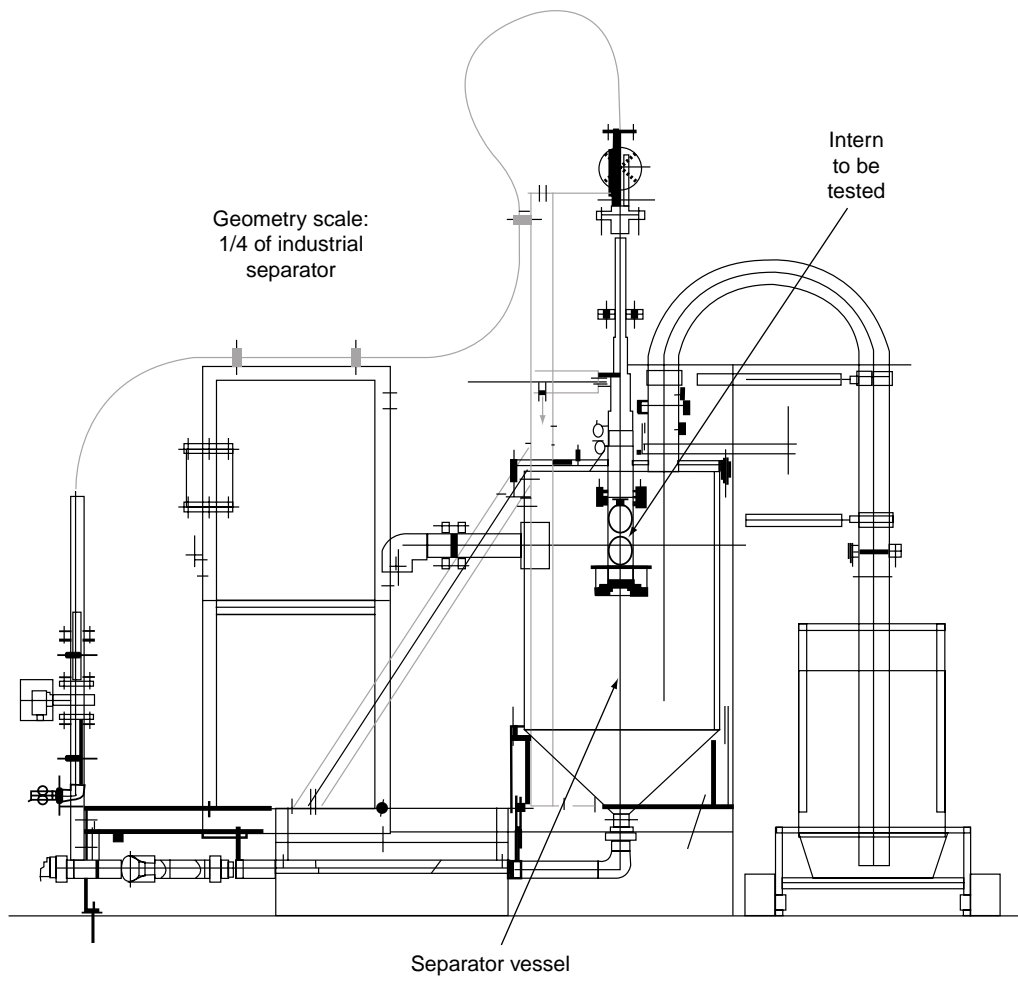 Intern
to be
tested
Geometry scale:
1/4 of industrial
separator
Separator vessel